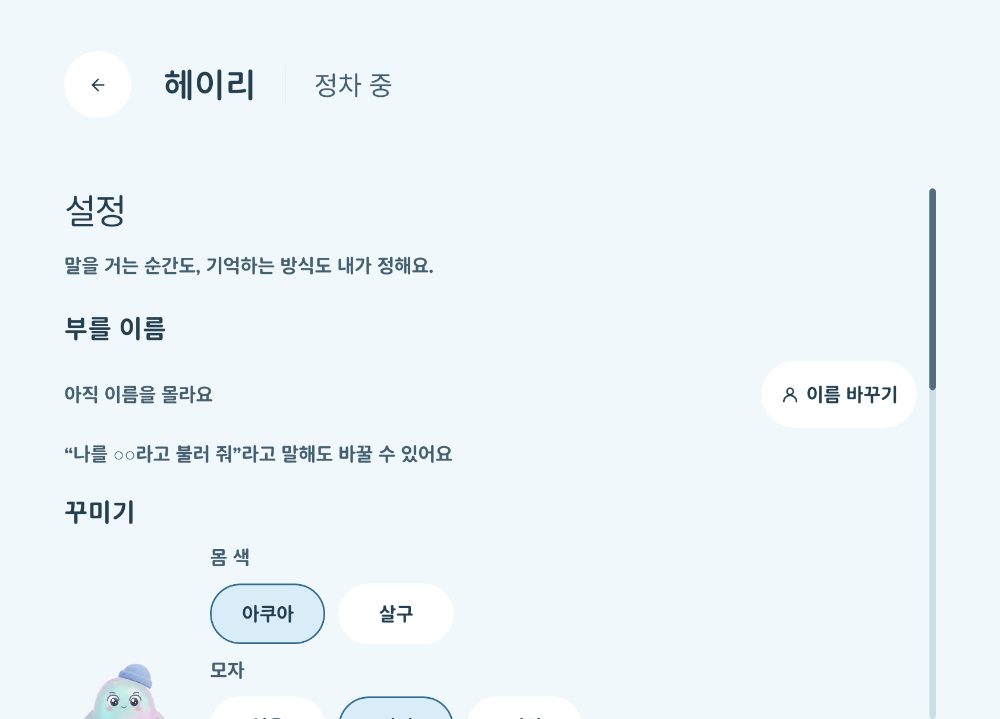 헤이리
정차 중
설정
말을 거는 순간도, 기억하는 방식도 내가 정해요.
부를 이름
아직 이름을 몰라요
이름 바꾸기
“나를 ○○라고 불러 줘”라고 말해도 바꿀 수 있어요
꾸미기
몸 색
아쿠아
살구
모자